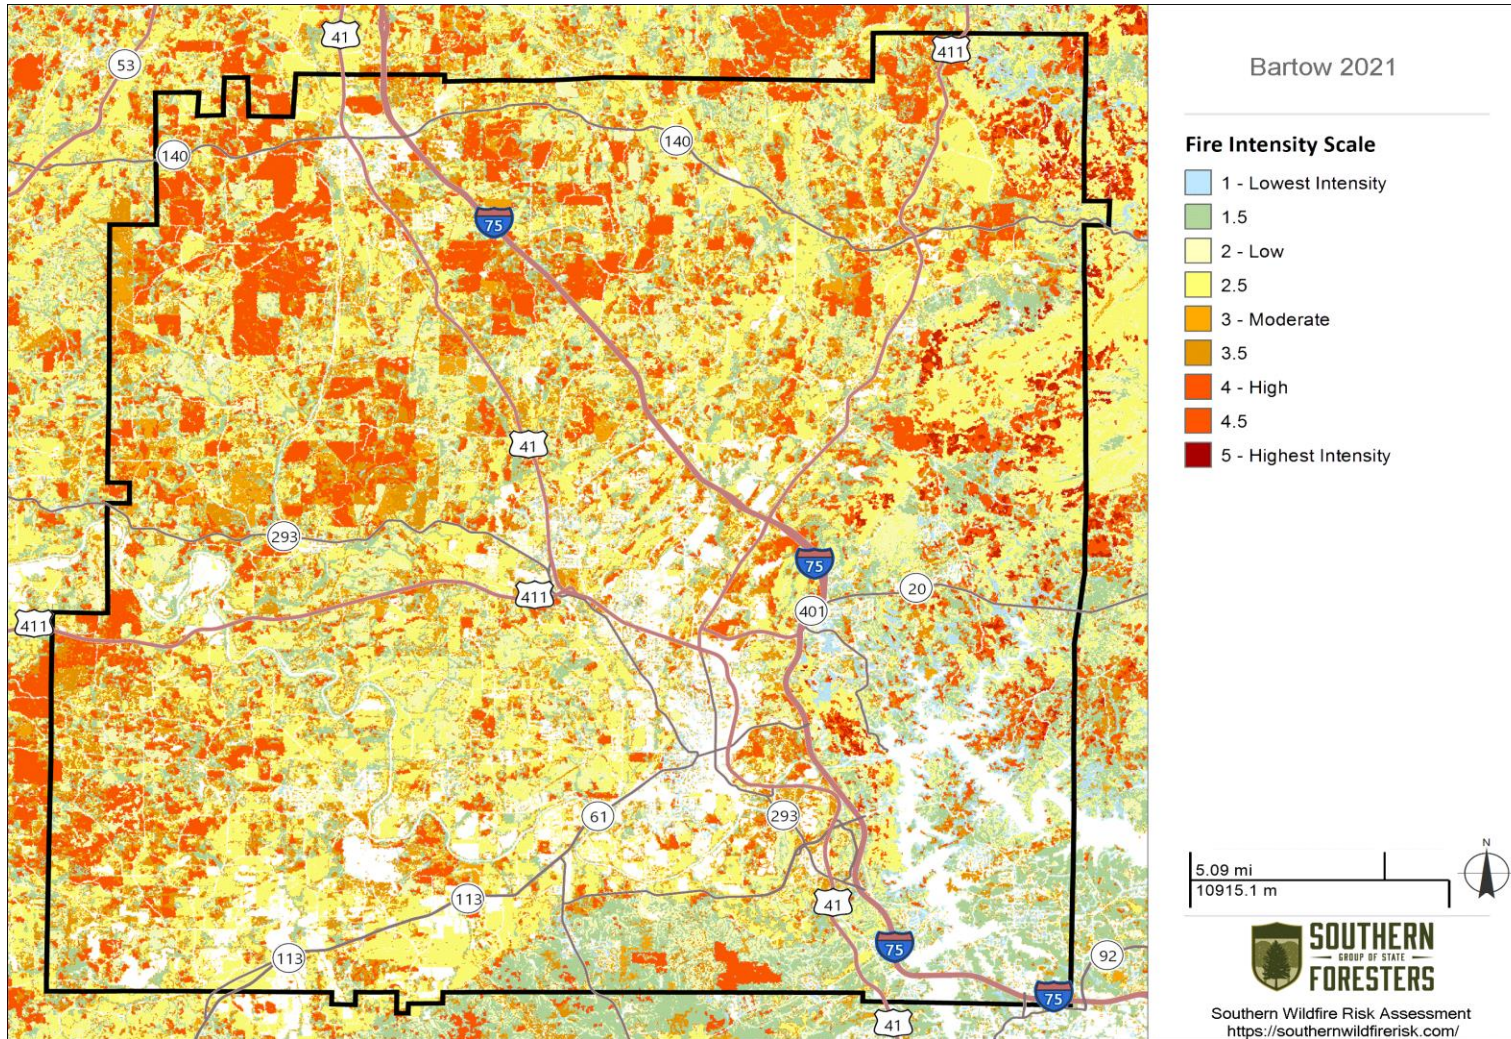 41
53
411
140
140
75
41
293
75
411
20
401
411
61
293
113
41
75
113
92
75
41
Bartow 2021
Fire Intensity Scale
1 - Lowest Intensity
1.5
2 - Low
2.5
3 - Moderate
3.5
4 - High
4.5
5 - Highest Intensity
N
5.09 mi
10915.1 m
SOUTHERN
GROUP OF STATE
FORESTERS
Southern Wildfire Risk Assessment
https://southernwildfirerisk.com/